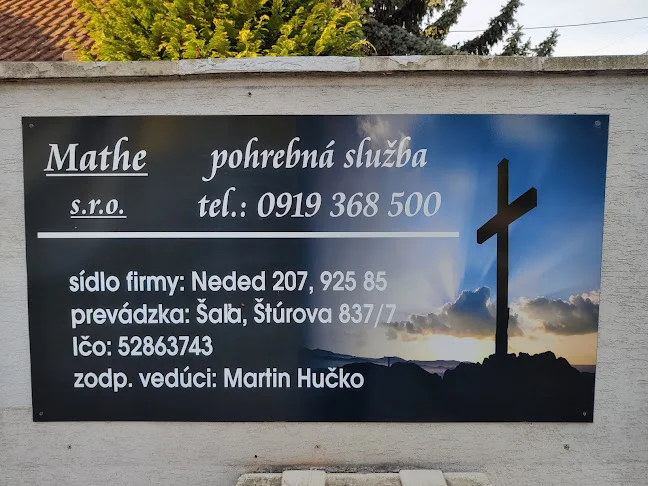 Mathe pohrebná služba
s.r.o. tel.: 0919 368 500
sídlo firmy: Neded 207, 925 85
prevádzka: Šaľa, Štúrova 837/7
Ičo: 52863743
zodp. vedúci: Martin Hučko